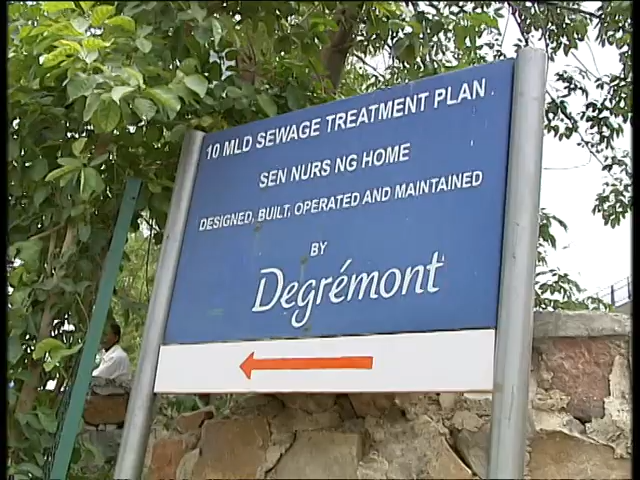 10 MLD SEWAGE TREATMENT PLAN
SEN NURS NG HOME
DESIGNED, BUILT, OPERATED AND MAINTAINED
BY
Degrémont